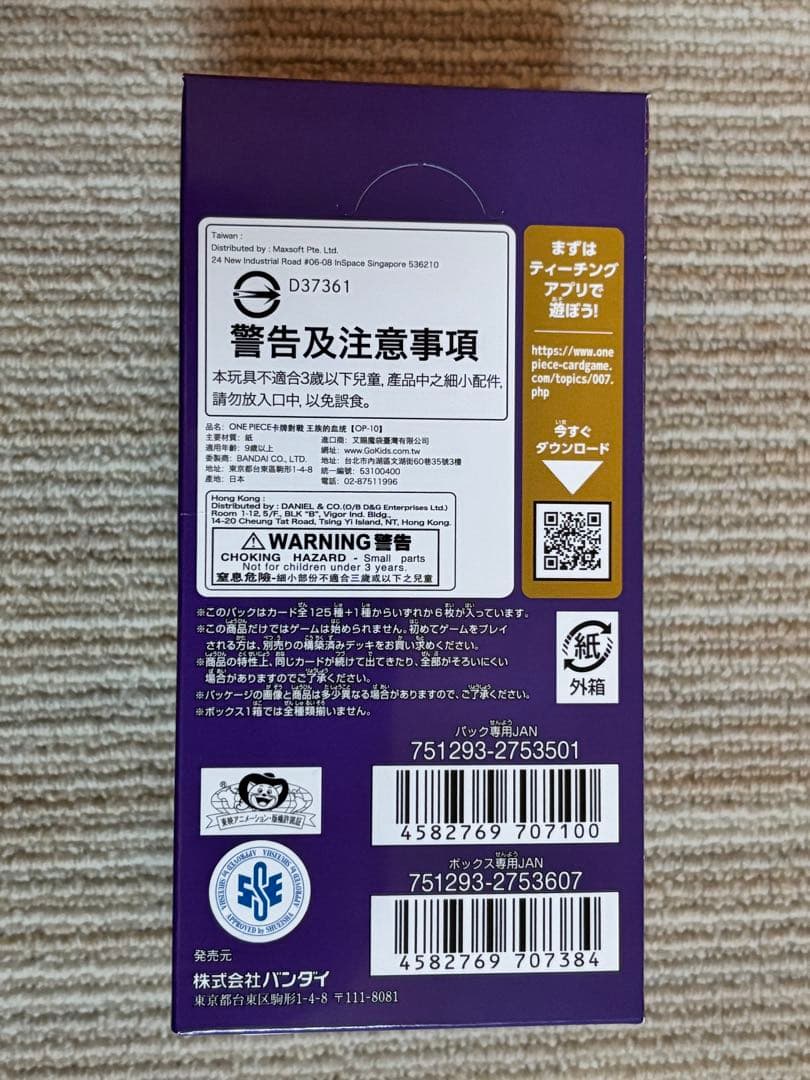 Taiwan :
Distributed by : Maxsoft Pte. Ltd.
24 New Industrial Road #06-08 InSpace Singapore 536210
D37361
警告及注意事項
本玩具不適合3歲以下兒童, 產品中之細小配件,
請勿放入口中, 以免誤食。
品名: ONE PIECE卡牌對戰 王族的血統【OP-10】
主要材質: 紙
適用年齡: 9歲以上
委製商: BANDAI CO., LTD.
地址: 東京都台東區駒形1-4-8
產地: 日本
進口商: 艾賜魔袋臺灣有限公司
網址: www.GoKids.com.tw
地址: 台北市內湖區文湖街60巷35號3樓
統一編號: 53100400
電話: 02-87511996
Hong Kong :
Distributed by : DANIEL & CO.(O/B D&G Enterprises Ltd.)
Room 1-12, 5/F., BLK "B", Vigor Ind. Bldg.,
14-20 Cheung Tat Road, Tsing Yi Island, NT, Hong Kong.
WARNING 警告
CHOKING HAZARD - Small parts
Not for children under 3 years.
窒息危險-細小部份不適合三歲或以下之兒童
まずは
ティーチング
アプリで
遊ぼう!
https://www.one
piece-cardgame.
com/topics/007.
php
今すぐ
ダウンロード
※このパックはカード全125種+1種からいずれか6枚が入っています。
※この商品だけではゲームは始められません。初めてゲームをプレイ
される方は、別売りの構築済みデッキをお買い求めください。
※商品の特性上、同じカードが続けて出てきたり、全部がそろいにくい
場合がありますのでご了承ください。
※パッケージの画像と商品は多少異なる場合がありますので、ご了承ください。
※ボックス1箱では全種類揃いません。
紙
外箱
パック専用JAN
751293-2753501
4582769 707100
ボックス専用JAN
751293-2753607
4582769 707384
東映アニメーション・版権許諾証
APPROVED by SHUEISHA
発売元
株式会社バンダイ
東京都台東区駒形1-4-8 〒111-8081